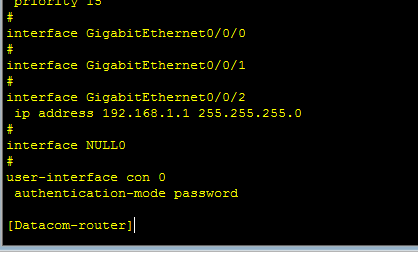 priority 15
#
interface GigabitEthernet0/0/0
#
interface GigabitEthernet0/0/1
#
interface GigabitEthernet0/0/2
ip address 192.168.1.1 255.255.255.0
#
interface NULL0
#
user-interface con 0
authentication-mode password
[Datacom-router]